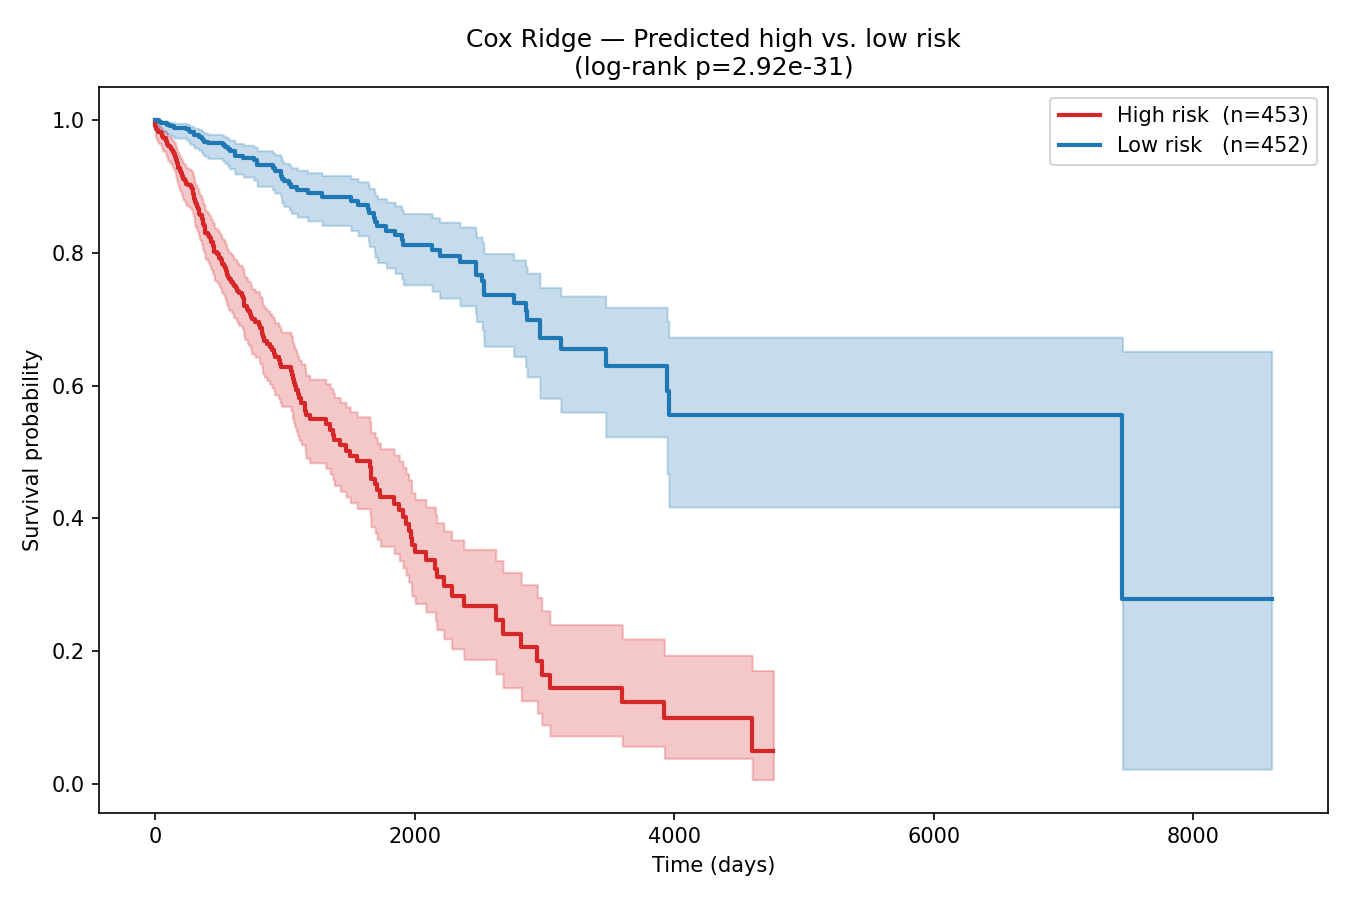 Cox Ridge — Predicted high vs. low risk
(log-rank p=2.92e-31)
High risk  (n=453)
Low risk   (n=452)
Survival probability
1.0
0.8
0.6
0.4
0.2
0.0
0 2000 4000 6000 8000
Time (days)